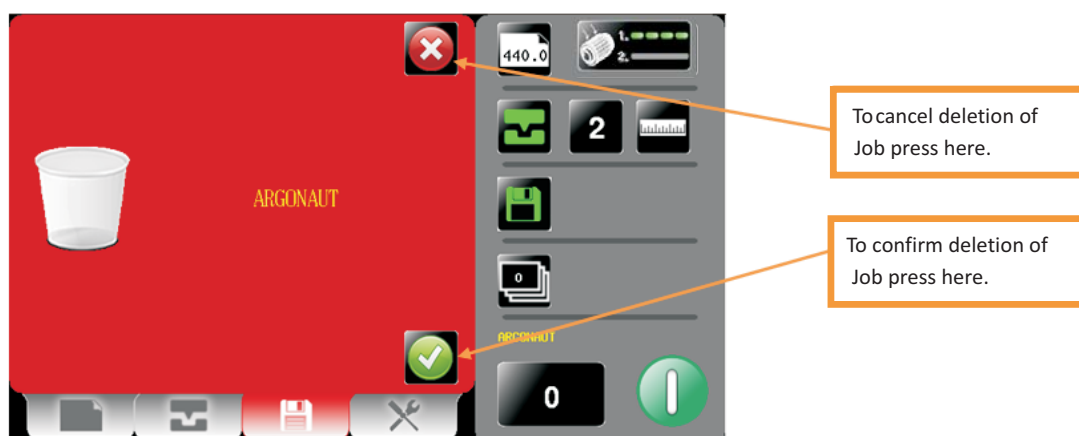 440.0
1.
2.
2
To cancel deletion of
Job press here.
ARGONAUT
To confirm deletion of
Job press here.
0
ARGONAUT
0